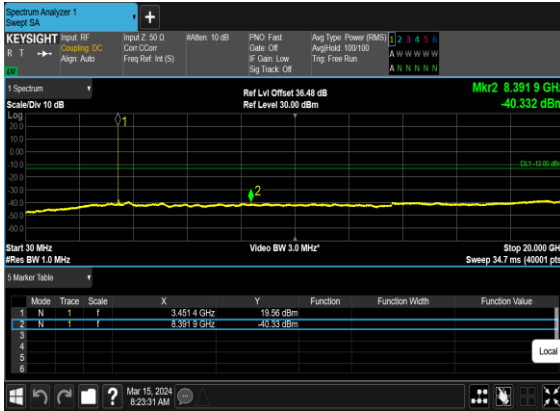 Spectrum Analyzer 1
Swept SA
+
KEYSIGHT Input: RF Input Z: 50 Ω #Atten: 10 dB PNO: Fast Avg Type: Power (RMS) 1 2 3 4 5 6
R T Coupling: DC Corr CCorr Gate: Off Avg|Hold: 100/100 A W W W W W
Align: Auto Freq Ref: Int (S) IF Gain: Low Trig: Free Run
Sig Track: Off A N N N N N
1 Spectrum Ref Lvl Offset 36.48 dB Mkr2 8.391 9 GHz
Scale/Div 10 dB Ref Level 30.00 dBm -40.332 dBm
Log
20.0
10.0
0.00
-10.0
-20.0
-30.0
-40.0
-50.0
-60.0
1
2
DL1 -13.00 dBm
Start 30 MHz Video BW 3.0 MHz* Stop 20.000 GHz
#Res BW 1.0 MHz Sweep 34.7 ms (40001 pts)
5 Marker Table
Mode Trace Scale X Y Function Function Width Function Value
1 N 1 f 3.451 4 GHz 19.56 dBm
2 N 1 f 8.391 9 GHz -40.33 dBm
3
4
5
6
Local
? Mar 15, 2024
8:23:31 AM